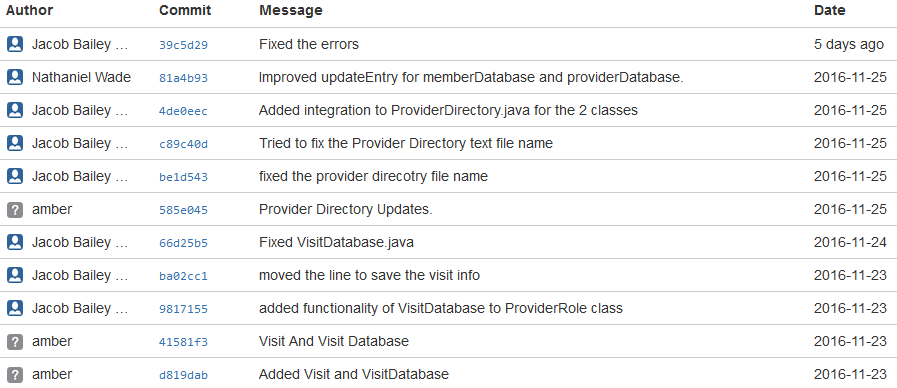 Author Commit Message Date
Jacob Bailey … 39c5d29 Fixed the errors 5 days ago
Nathaniel Wade 81a4b93 Improved updateEntry for memberDatabase and providerDatabase. 2016-11-25
Jacob Bailey … 4de0eec Added integration to ProviderDirectory.java for the 2 classes 2016-11-25
Jacob Bailey … c89c40d Tried to fix the Provider Directory text file name 2016-11-25
Jacob Bailey … be1d543 fixed the provider direcotry file name 2016-11-25
? amber 585e045 Provider Directory Updates. 2016-11-25
Jacob Bailey … 66d25b5 Fixed VisitDatabase.java 2016-11-24
Jacob Bailey … ba02cc1 moved the line to save the visit info 2016-11-23
Jacob Bailey … 9817155 added functionality of VisitDatabase to ProviderRole class 2016-11-23
? amber 41581f3 Visit And Visit Database 2016-11-23
? amber d819dab Added Visit and VisitDatabase 2016-11-23